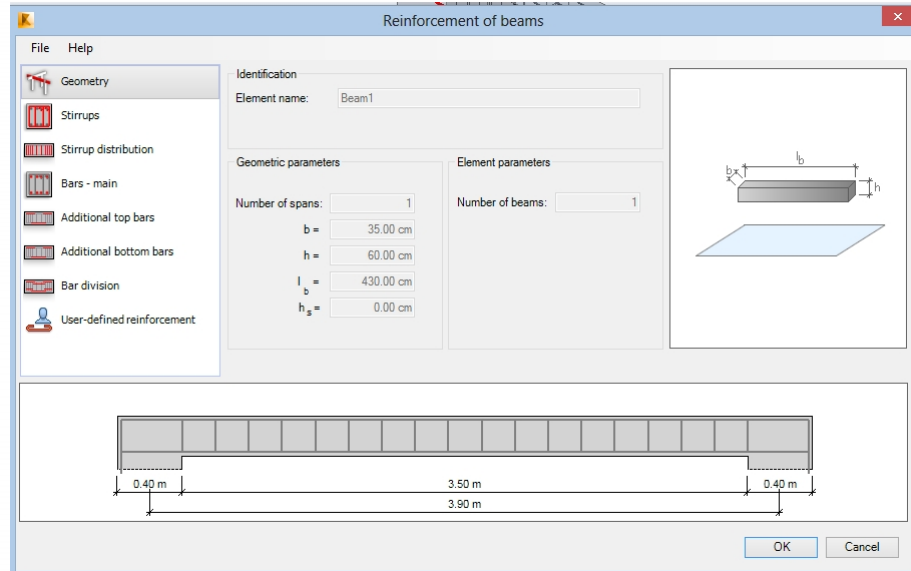 Reinforcement of beams
File Help
Geometry
Stirrups
Stirrup distribution
Bars - main
Additional top bars
Additional bottom bars
Bar division
User-defined reinforcement
Identification
Element name: Beam1
Geometric parameters
Number of spans: 1
b = 35.00 cm
h = 60.00 cm
l b = 430.00 cm
h s = 0.00 cm
Element parameters
Number of beams: 1
l b
b
h
0.40 m 3.50 m 0.40 m
3.90 m
OK Cancel